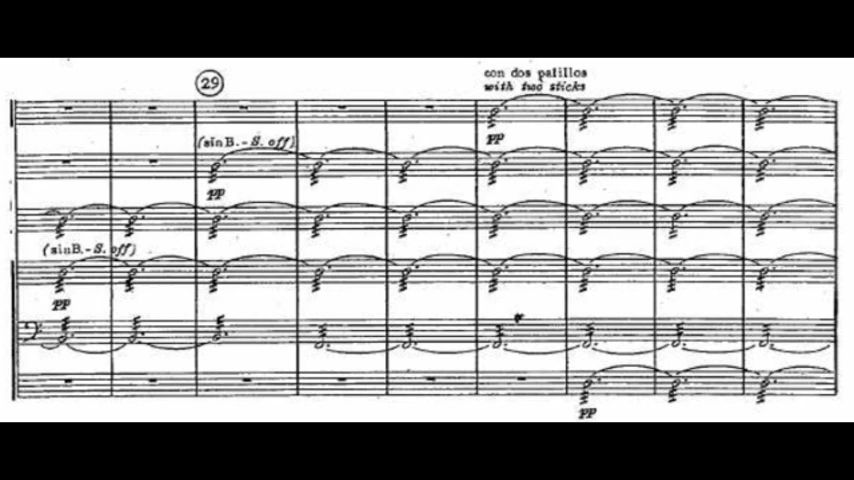 29
con dos palillos
with two sticks
pp
(sin B.-S. off)
pp
(sin B.-S. off)
pp
pp